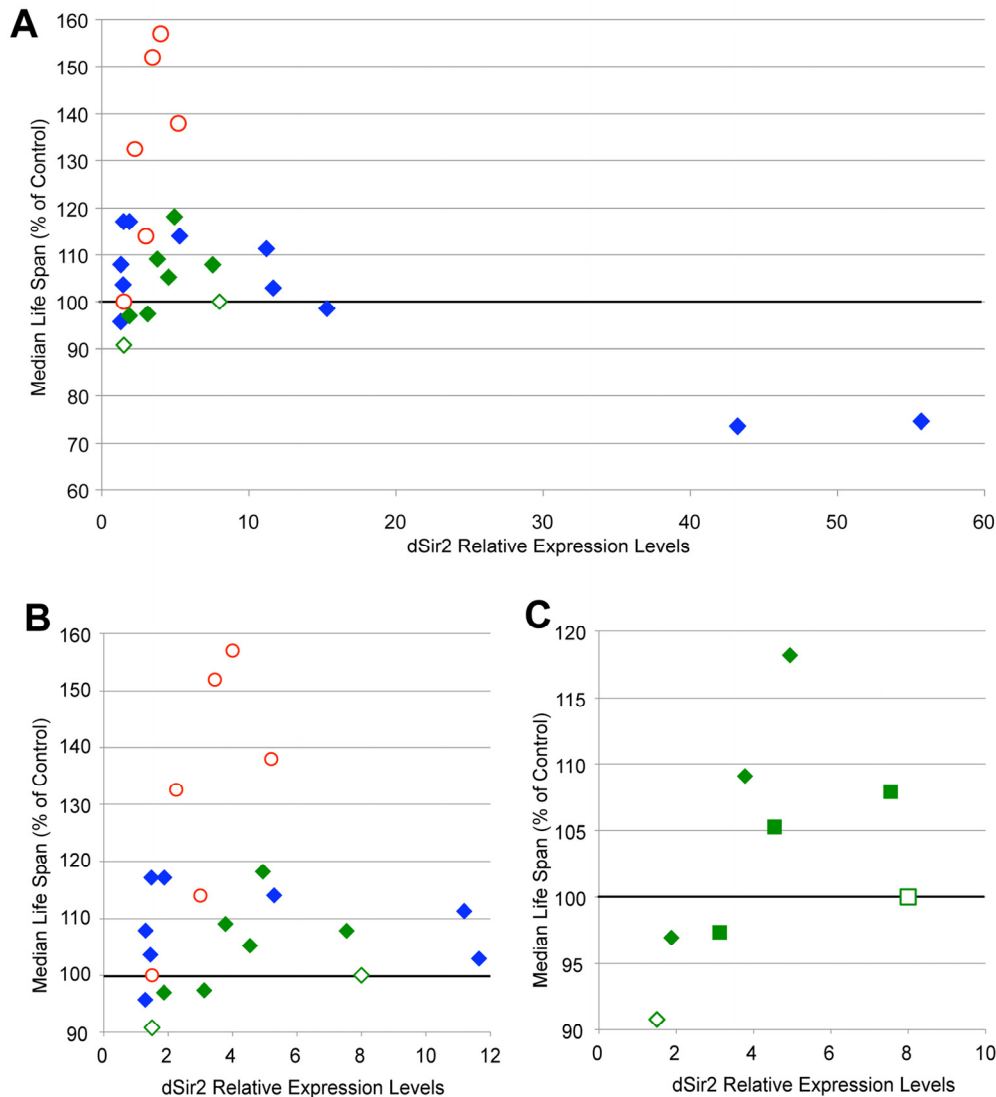 A
Median Life Span (% of Control)
160
150
140
130
120
110
100
90
80
70
60
0 10 20 30 40 50 60
dSir2 Relative Expression Levels
B
Median Life Span (% of Control)
160
150
140
130
120
110
100
90
0 2 4 6 8 10 12
dSir2 Relative Expression Levels
C
Median Life Span (% of Control)
120
115
110
105
100
95
90
0 2 4 6 8 10
dSir2 Relative Expression Levels